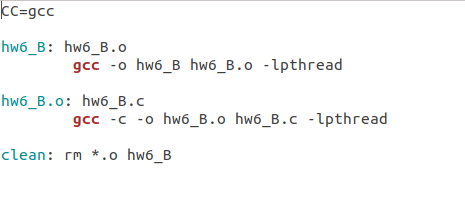 CC=gcc
hw6_B: hw6_B.o
gcc -o hw6_B hw6_B.o -lpthread
hw6_B.o: hw6_B.c
gcc -c -o hw6_B.o hw6_B.c -lpthread
clean: rm *.o hw6_B